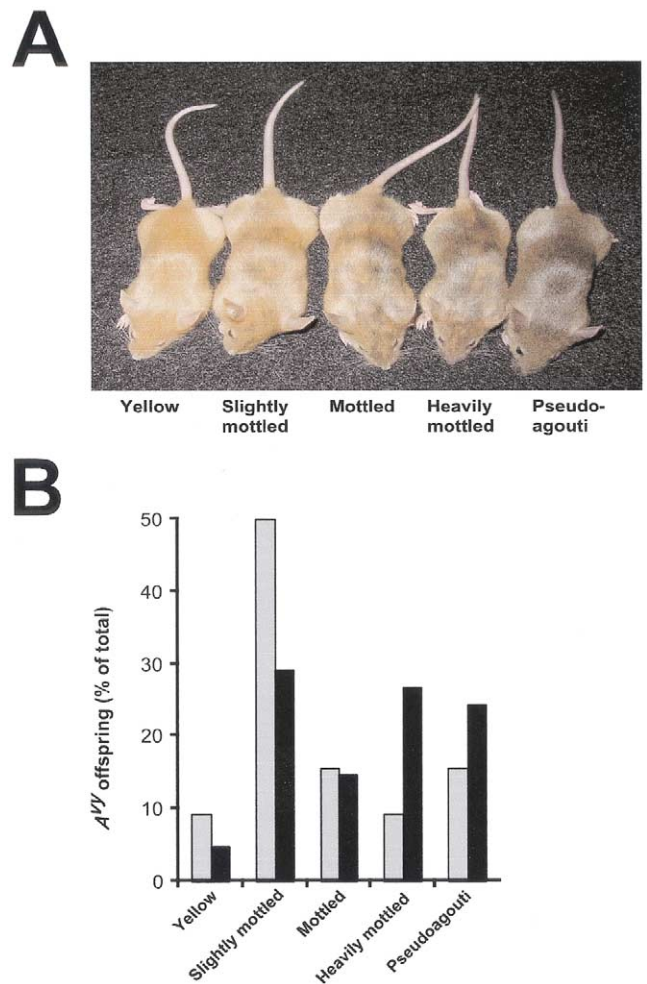 A
Yellow
Slightly
mottled
Mottled
Heavily
mottled
Pseudo-
agouti
B
50
40
30
20
10
0
Avy offspring (% of total)
Yellow
Slightly mottled
Mottled
Heavily mottled
Pseudoagouti